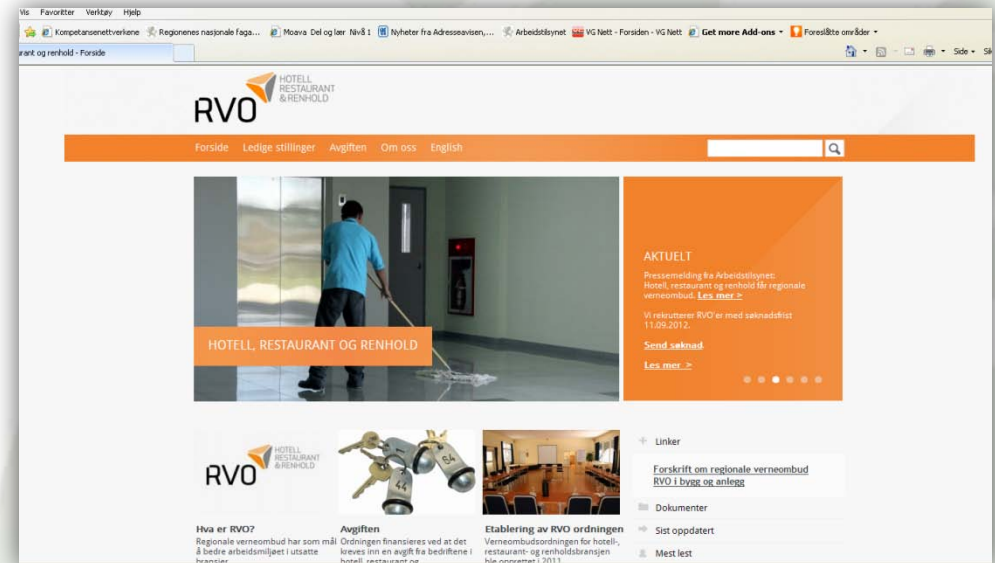 Vis Favoritter Verktøy Hjelp
Kompetansenettverkene Regionenes nasjonale faga... Moava Del og lær Nivå 1 Nyheter fra Adresseavisen,... Arbeidstilsynet VG Nett - Forsiden - VG Nett Get more Add-ons Foreslåtte områder
rant og renhold - Forside
Side
HOTELL
RESTAURANT
& RENHOLD
RVO
Forside Ledige stillinger Avgiften Om oss English
HOTELL, RESTAURANT OG RENHOLD
AKTUELT
Pressemelding fra Arbeidstilsynet:
Hotell, restaurant og renhold får regionale
verneombud. Les mer >
Vi rekrutterer RVO'er med søknadsfrist
11.09.2012.
Send søknad.
Les mer >
HOTELL
RESTAURANT
& RENHOLD
RVO
44
64
Hva er RVO?
Regionale verneombud har som mål
å bedre arbeidsmiljøet i utsatte
bransjer
Avgiften
Ordningen finansieres ved at det
kreves inn en avgift fra bedriftene i
hotell, restaurant og
Etablering av RVO ordningen
Verneombudsordningen for hotell-,
restaurant- og renholdsbransjen
ble opprettet i 2011
Linker
Forskrift om regionale verneombud
RVO i bygg og anlegg
Dokumenter
Sist oppdatert
Mest lest